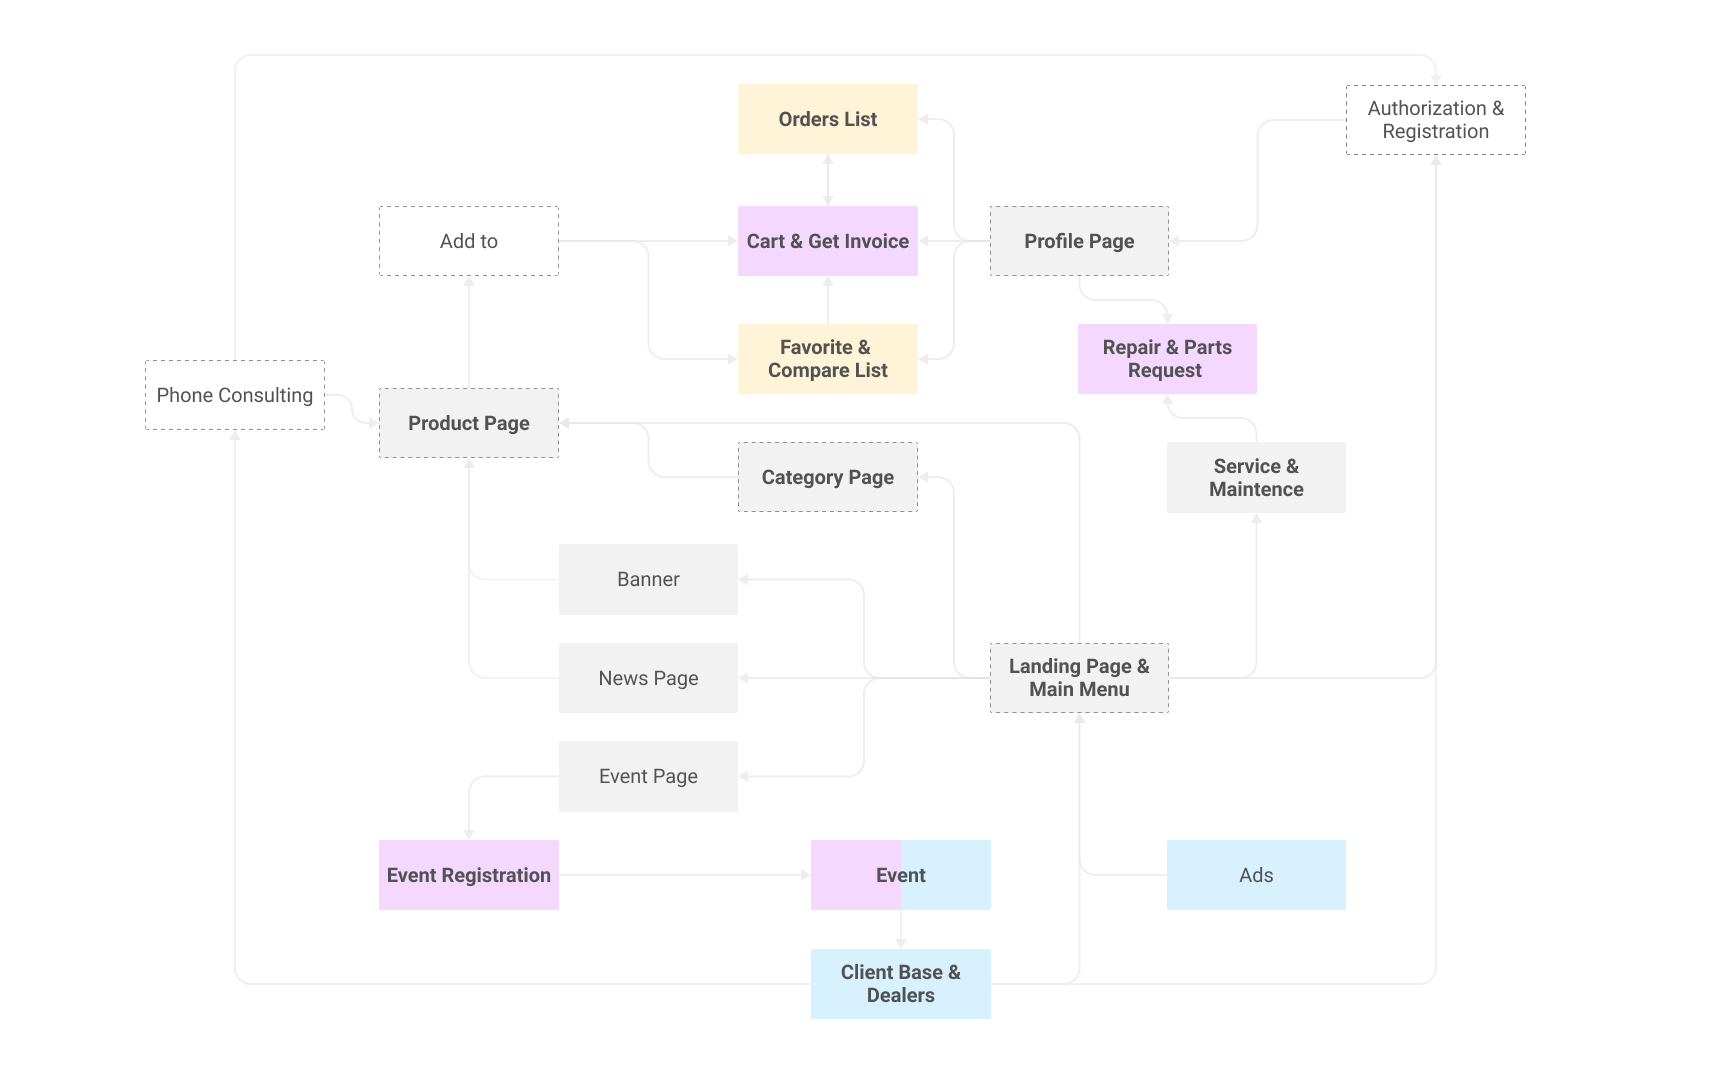 Orders List
Authorization &
Registration
Add to
Cart & Get Invoice
Profile Page
Favorite &
Compare List
Repair & Parts
Request
Phone Consulting
Product Page
Category Page
Service &
Maintence
Banner
News Page
Landing Page &
Main Menu
Event Page
Event Registration
Event
Ads
Client Base &
Dealers